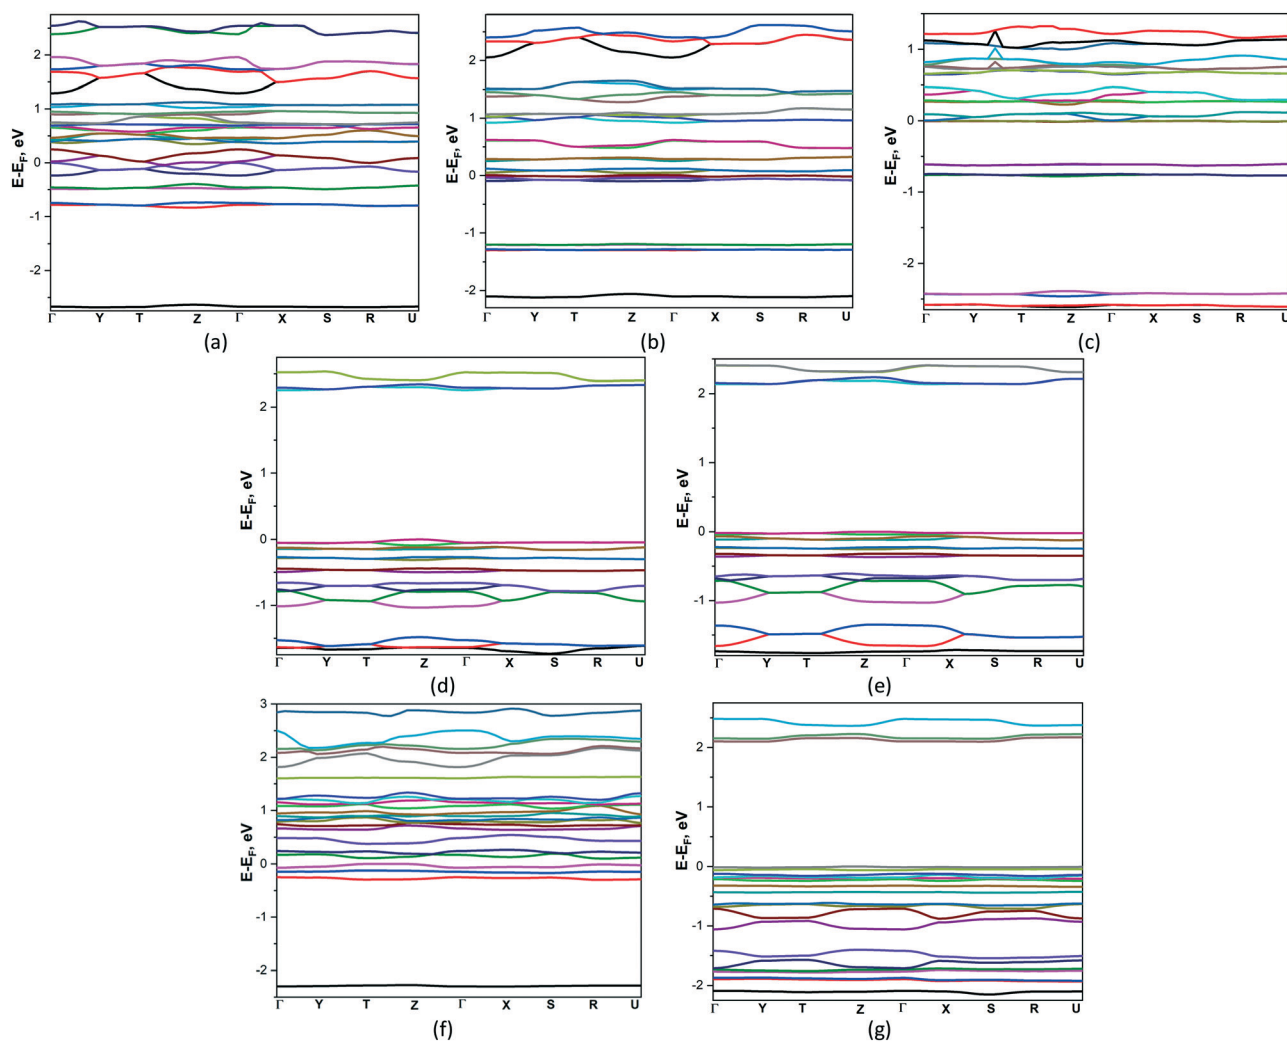 E-E_F, eV
2
1
0
-1
-2
Γ Y T Z Γ X S R U
(a)
E-E_F, eV
2
1
0
-1
-2
Γ Y T Z Γ X S R U
(b)
E-E_F, eV
1
0
-1
-2
Γ Y T Z Γ X S R U
(c)
E-E_F, eV
2
1
0
-1
Γ Y T Z Γ X S R U
(d)
E-E_F, eV
2
1
0
-1
Γ Y T Z Γ X S R U
(e)
E-E_F, eV
3
2
1
0
-1
-2
Γ Y T Z Γ X S R U
(f)
E-E_F, eV
2
1
0
-1
-2
Γ Y T Z Γ X S R U
(g)